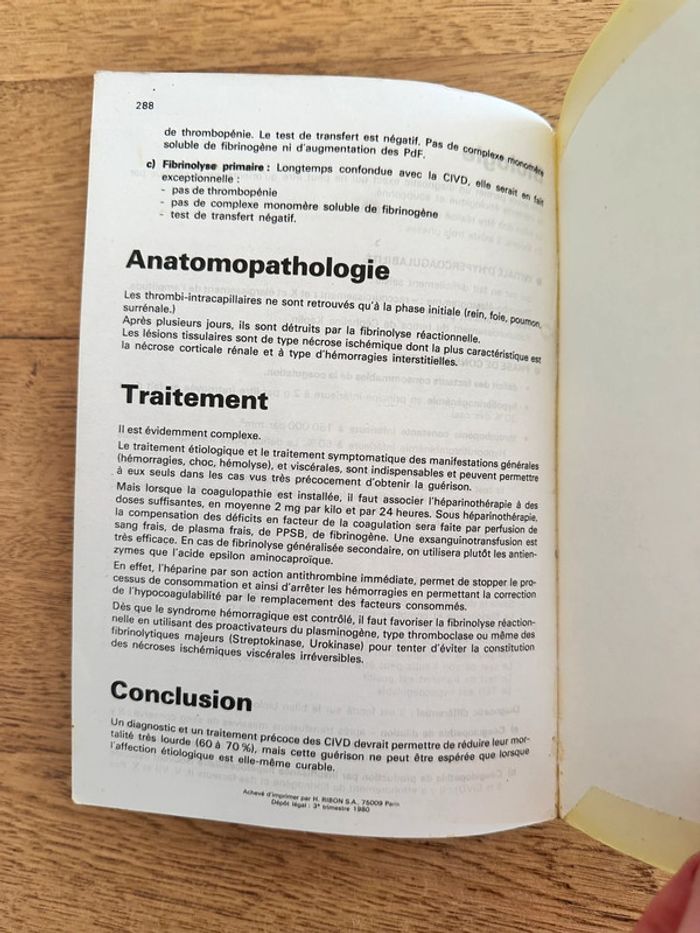 288
de thrombopénie. Le test de transfert est négatif. Pas de complexe monomère
soluble de fibrinogène ni d'augmentation des PdF.
c) Fibrinolyse primaire : Longtemps confondue avec la CIVD, elle serait en fait
exceptionnelle :
- pas de thrombopénie
- pas de complexe monomère soluble de fibrinogène
- test de transfert négatif.
Anatomopathologie
Les thrombi-intracapillaires ne sont retrouvés qu'à la phase initiale (rein, foie, poumon,
surrénale.)
Après plusieurs jours, ils sont détruits par la fibrinolyse réactionnelle.
Les lésions tissulaires sont de type nécrose ischémique dont la plus caractéristique est
la nécrose corticale rénale et à type d'hémorragies interstitielles.
Traitement
Il est évidemment complexe.
Le traitement étiologique et le traitement symptomatique des manifestations générales
(hémorragies, choc, hémolyse), et viscérales, sont indispensables et peuvent permettre
à eux seuls dans les cas vus très précocement d'obtenir la guérison.
Mais lorsque la coagulopathie est installée, il faut associer l'héparinothérapie à des
doses suffisantes, en moyenne 2 mg par kilo et par 24 heures. Sous héparinothérapie,
la compensation des déficits en facteur de la coagulation sera faite par perfusion de
sang frais, de plasma frais, de PPSB, de fibrinogène. Une exsanguinotransfusion est
très efficace. En cas de fibrinolyse généralisée secondaire, on utilisera plutôt les antien-
zymes que l'acide epsilon aminocaproïque.
En effet, l'héparine par son action antithrombine immédiate, permet de stopper le pro-
cessus de consommation et ainsi d'arrêter les hémorragies en permettant la correction
de l'hypocoagulabilité par le remplacement des facteurs consommés.
Dès que le syndrome hémorragique est contrôlé, il faut favoriser la fibrinolyse réaction-
nelle en utilisant des proactivateurs du plasminogène, type thromboclase ou même des
fibrinolytiques majeurs (Streptokinase, Urokinase) pour tenter d'éviter la constitution
des nécroses ischémiques viscérales irréversibles.
Conclusion
Un diagnostic et un traitement précoce des CIVD devrait permettre de réduire leur mor-
talité très lourde (60 à 70 %), mais cette guérison ne peut être espérée que lorsque
l'affection étiologique est elle-même curable.
Achevé d'imprimer par H. RIBON S.A., 75009 Paris
Dépôt légal : 3e trimestre 1980